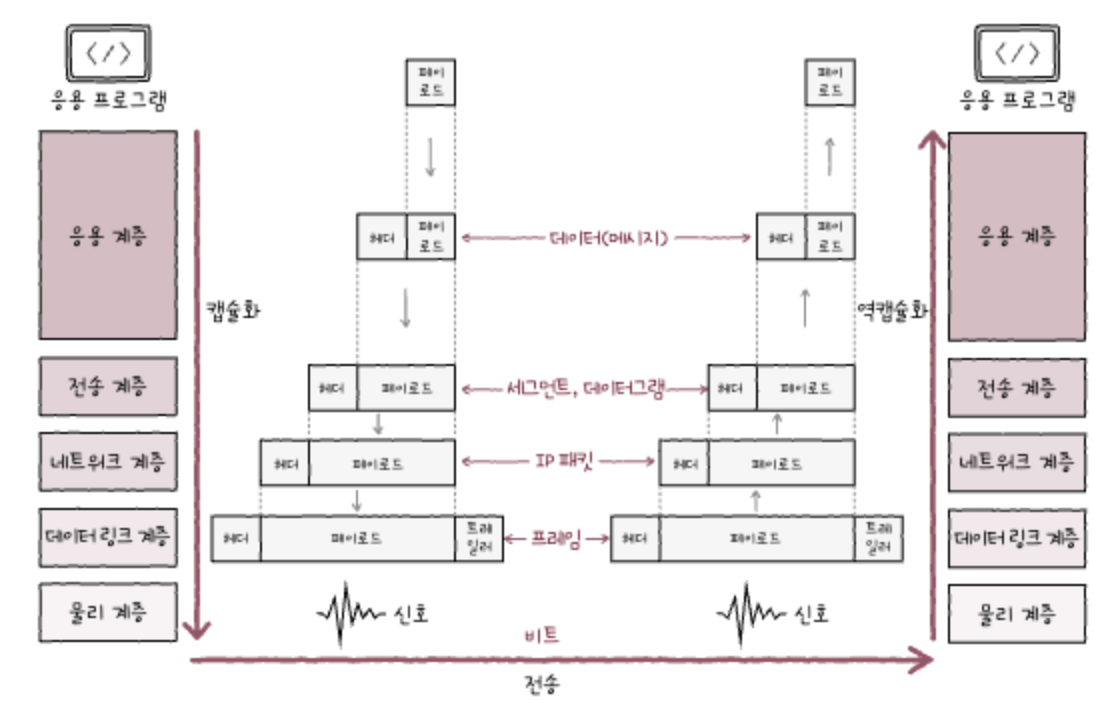 </>
</>
응용 프로그램
응용 프로그램
페이
로드
페이
로드
응용 계층
헤더
페이
로드
데이터(메시지)
헤더
페이
로드
응용 계층
캡슐화
역캡슐화
전송 계층
헤더
페이로드
세그먼트, 데이터그램
헤더
페이로드
전송 계층
네트워크 계층
헤더
페이로드
IP 패킷
헤더
페이로드
네트워크 계층
데이터 링크 계층
헤더
페이로드
트레
일러
프레임
헤더
페이로드
트레
일러
데이터 링크 계층
물리 계층
신호
신호
물리 계층
비트
전송